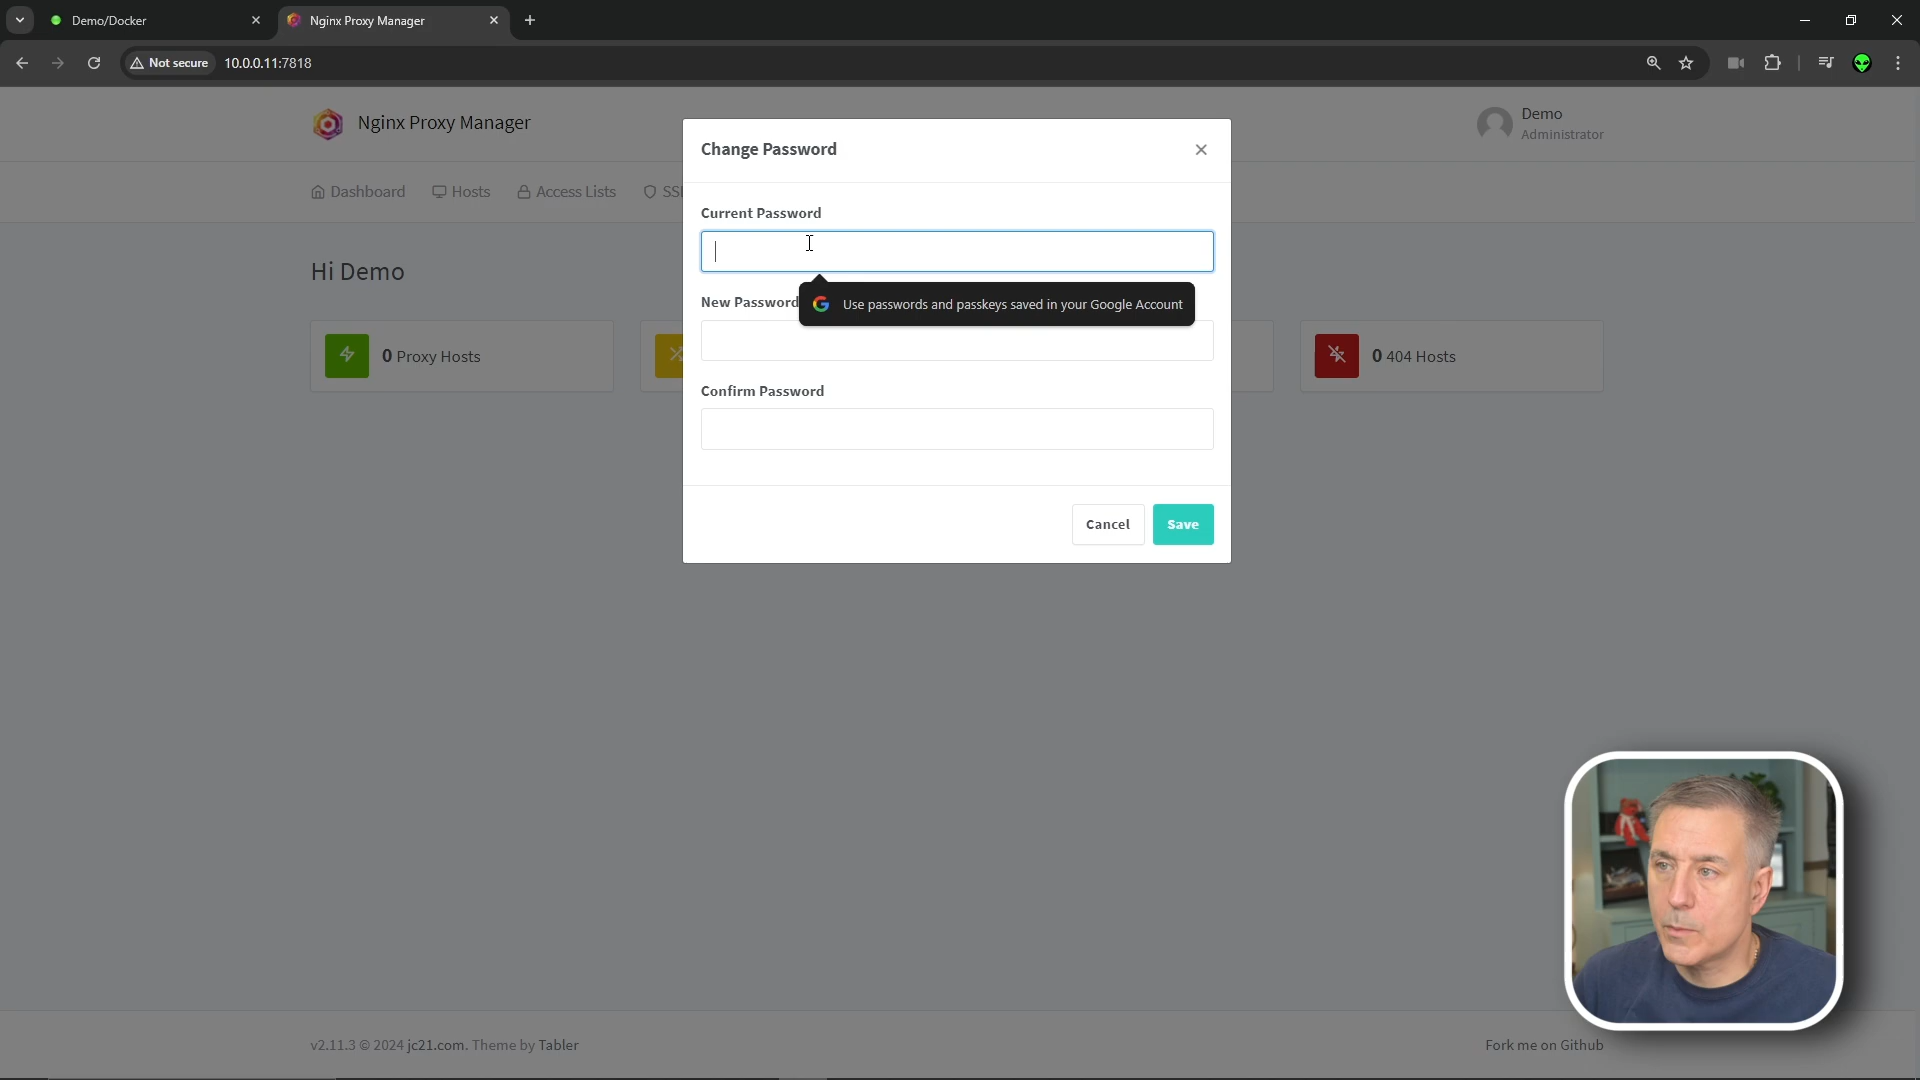 Demo/Docker
Nginx Proxy Manager
Not secure
10.0.0.11:7818
Nginx Proxy Manager
Demo
Administrator
Dashboard
Hosts
Access Lists
SSL
Hi Demo
0 Proxy Hosts
0 404 Hosts
Change Password
Current Password
Use passwords and passkeys saved in your Google Account
New Password
Confirm Password
Cancel
Save
v2.11.3 © 2024 jc21.com. Theme by Tabler
Fork me on Github